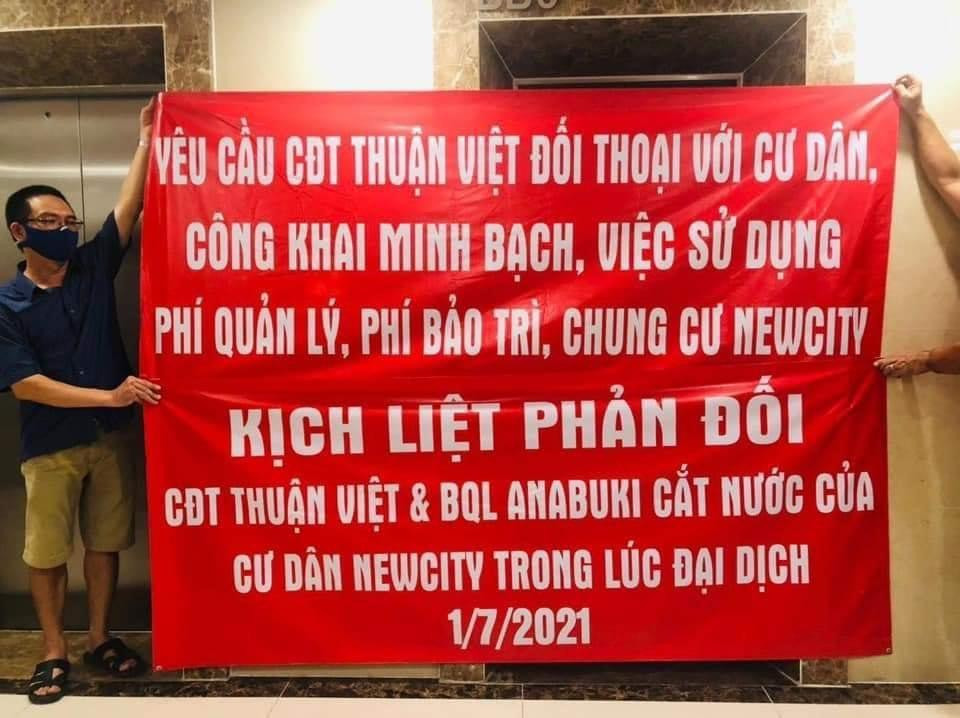 YÊU CẦU CĐT THUẬN VIỆT ĐỐI THOẠI VỚI CƯ DÂN,
CÔNG KHAI MINH BẠCH, VIỆC SỬ DỤNG
PHÍ QUẢN LÝ, PHÍ BẢO TRÌ, CHUNG CƯ NEWCITY
KỊCH LIỆT PHẢN ĐỐI
CĐT THUẬN VIỆT & BQL ANABUKI CẮT NƯỚC CỦA
CƯ DÂN NEWCITY TRONG LÚC ĐẠI DỊCH
1/7/2021